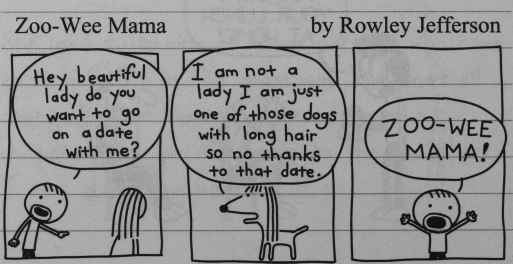 Zoo-Wee Mama by Rowley Jefferson
Hey beautiful
lady do you
want to go
on a date
with me?
I am not a
lady I am just
one of those dogs
with long hair
so no thanks
to that date.
ZOO-WEE
MAMA!